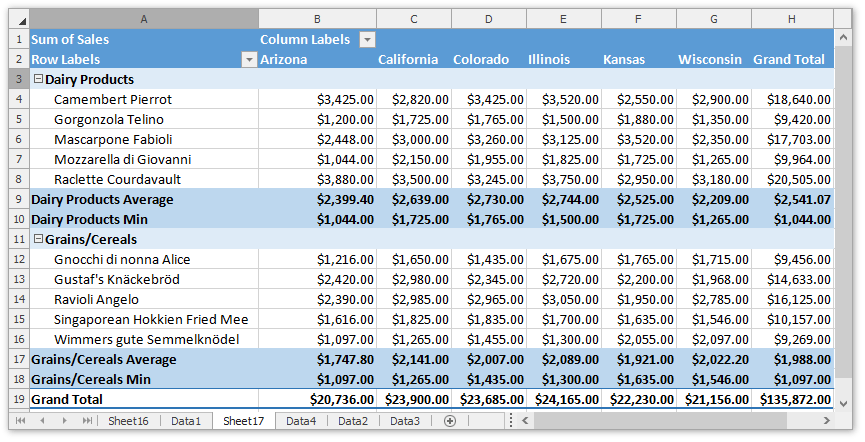 A B C D E F G H
1 Sum of Sales Column Labels
2 Row Labels Arizona California Colorado Illinois Kansas Wisconsin Grand Total
3 Dairy Products
4 Camembert Pierrot $3,425.00 $2,820.00 $3,425.00 $3,520.00 $2,550.00 $2,900.00 $18,640.00
5 Gorgonzola Telino $1,200.00 $1,725.00 $1,765.00 $1,500.00 $1,880.00 $1,350.00 $9,420.00
6 Mascarpone Fabioli $2,448.00 $3,000.00 $3,260.00 $3,125.00 $3,520.00 $2,350.00 $17,703.00
7 Mozzarella di Giovanni $1,044.00 $2,150.00 $1,955.00 $1,825.00 $1,725.00 $1,265.00 $9,964.00
8 Raclette Courdavault $3,880.00 $3,500.00 $3,245.00 $3,750.00 $2,950.00 $3,180.00 $20,505.00
9 Dairy Products Average $2,399.40 $2,639.00 $2,730.00 $2,744.00 $2,525.00 $2,209.00 $2,541.07
10 Dairy Products Min $1,044.00 $1,725.00 $1,765.00 $1,500.00 $1,725.00 $1,265.00 $1,044.00
11 Grains/Cereals
12 Gnocchi di nonna Alice $1,216.00 $1,650.00 $1,435.00 $1,675.00 $1,765.00 $1,715.00 $9,456.00
13 Gustaf's Knäckebröd $2,420.00 $2,980.00 $2,345.00 $2,720.00 $2,200.00 $1,968.00 $14,633.00
14 Ravioli Angelo $2,390.00 $2,985.00 $2,965.00 $3,050.00 $1,950.00 $2,785.00 $16,125.00
15 Singaporean Hokkien Fried Mee $1,616.00 $1,825.00 $1,835.00 $1,700.00 $1,635.00 $1,546.00 $10,157.00
16 Wimmers gute Semmelknödel $1,097.00 $1,265.00 $1,455.00 $1,300.00 $2,055.00 $2,097.00 $9,269.00
17 Grains/Cereals Average $1,747.80 $2,141.00 $2,007.00 $2,089.00 $1,921.00 $2,022.20 $1,988.00
18 Grains/Cereals Min $1,097.00 $1,265.00 $1,435.00 $1,300.00 $1,635.00 $1,546.00 $1,097.00
19 Grand Total $20,736.00 $23,900.00 $23,685.00 $24,165.00 $22,230.00 $21,156.00 $135,872.00
Sheet16 Data1 Sheet17 Data4 Data2 Data3